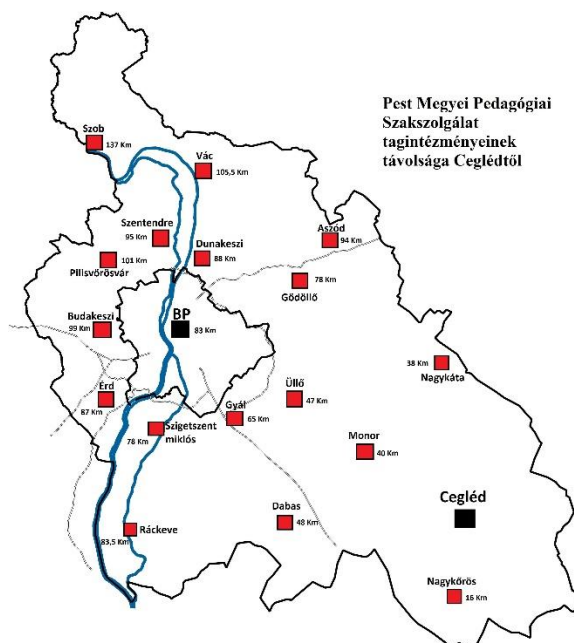 Pest Megyei Pedagógiai
Szakszolgálat
tagintézményeinek
távolsága Ceglédtől
Szob
137 Km
Vác
105,5 Km
Szentendre
95 Km
Dunakeszi
88 Km
Aszód
94 Km
Pilisvörösvár
101 Km
Gödöllő
78 Km
Budakeszi
99 Km
BP
83 Km
38 Km
Nagykáta
Érd
87 Km
Üllő
47 Km
Gyál
65 Km
Szigetszent
miklós
78 Km
Monor
40 Km
Cegléd
Dabas
48 Km
Ráckeve
83,5 Km
Nagykőrös
16 Km